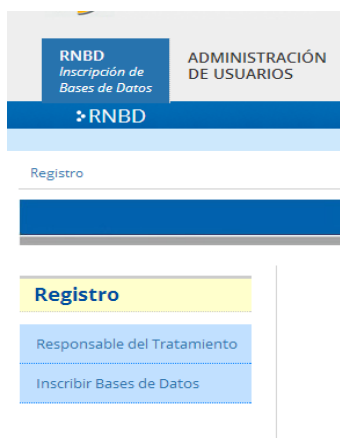 RNBD
Inscripción de
Bases de Datos
ADMINISTRACIÓN
DE USUARIOS
RNBD
Registro
Registro
Responsable del Tratamiento
Inscribir Bases de Datos